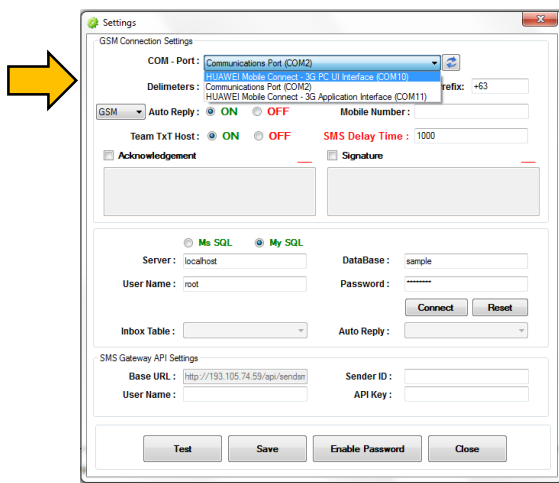 Settings
x
GSM Connection Settings
COM - Port : Communications Port (COM2)
HUAWEI Mobile Connect - 3G PC UI Interface (COM10)
Communications Port (COM2)
HUAWEI Mobile Connect - 3G Application Interface (COM11)
Delimeters : refix: +63
GSM Auto Reply : ON OFF Mobile Number :
Team TxT Host : ON OFF SMS Delay Time : 1000
Acknowledgement Signature
Ms SQL My SQL
Server : localhost DataBase : sample
User Name : root Password : ********
Connect Reset
Inbox Table : Auto Reply :
SMS Gateway API Settings
Base URL : http://193.105.74.59/api/sendsm Sender ID :
User Name : API Key :
Test Save Enable Password Close